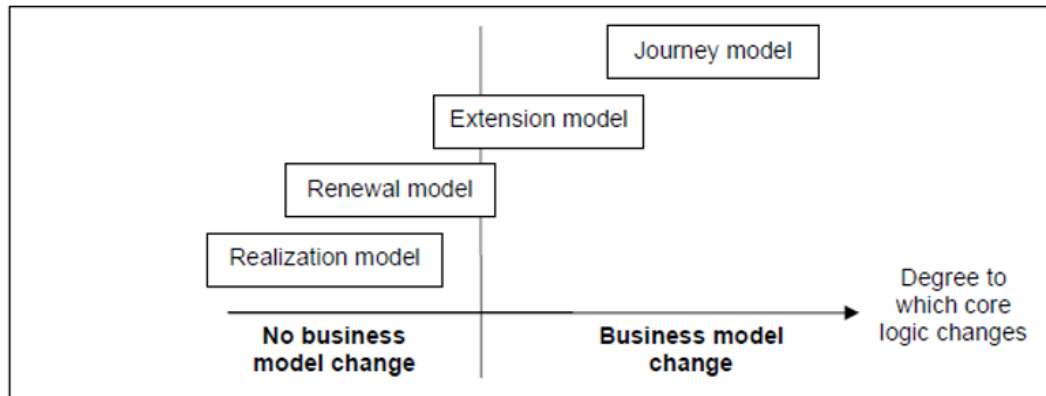 Journey model
Extension model
Renewal model
Realization model
Degree to
which core
logic changes
No business
model change
Business model
change